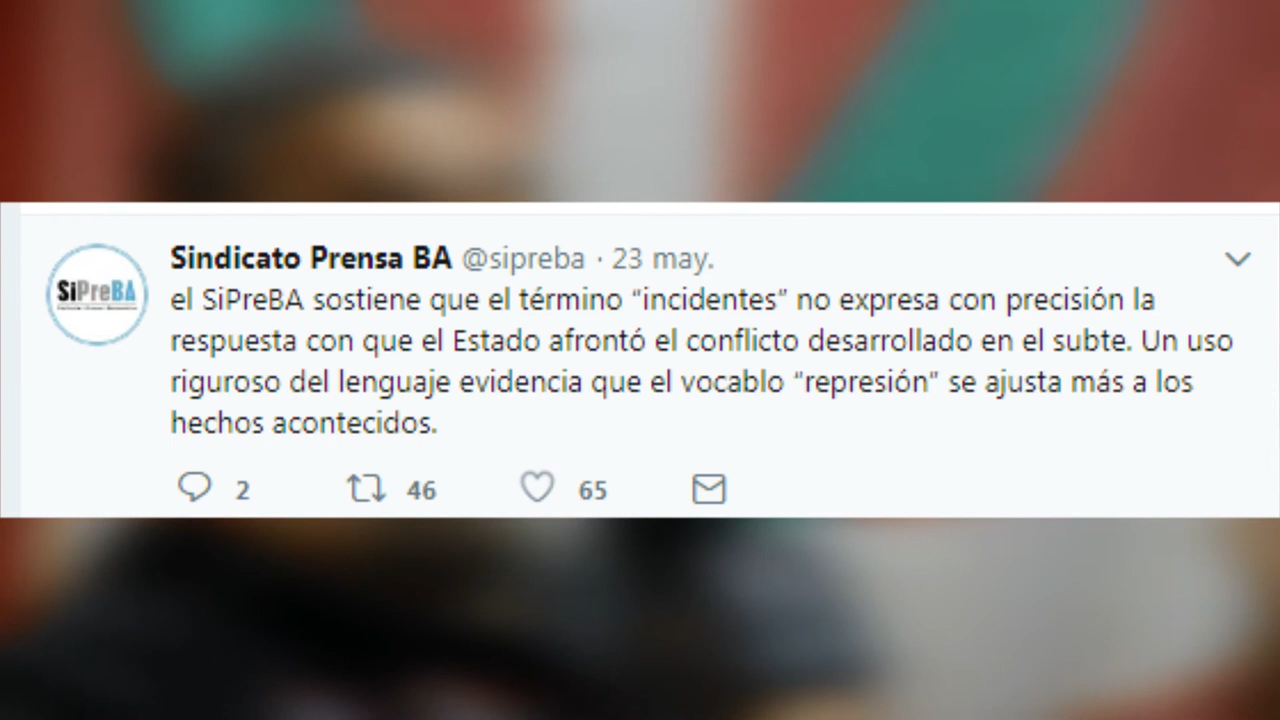 SiPreBA
Sindicato Prensa BA @sipreba · 23 may.
el SiPreBA sostiene que el término “incidentes” no expresa con precisión la
respuesta con que el Estado afrontó el conflicto desarrollado en el subte. Un uso
riguroso del lenguaje evidencia que el vocablo “represión” se ajusta más a los
hechos acontecidos.
2 46 65